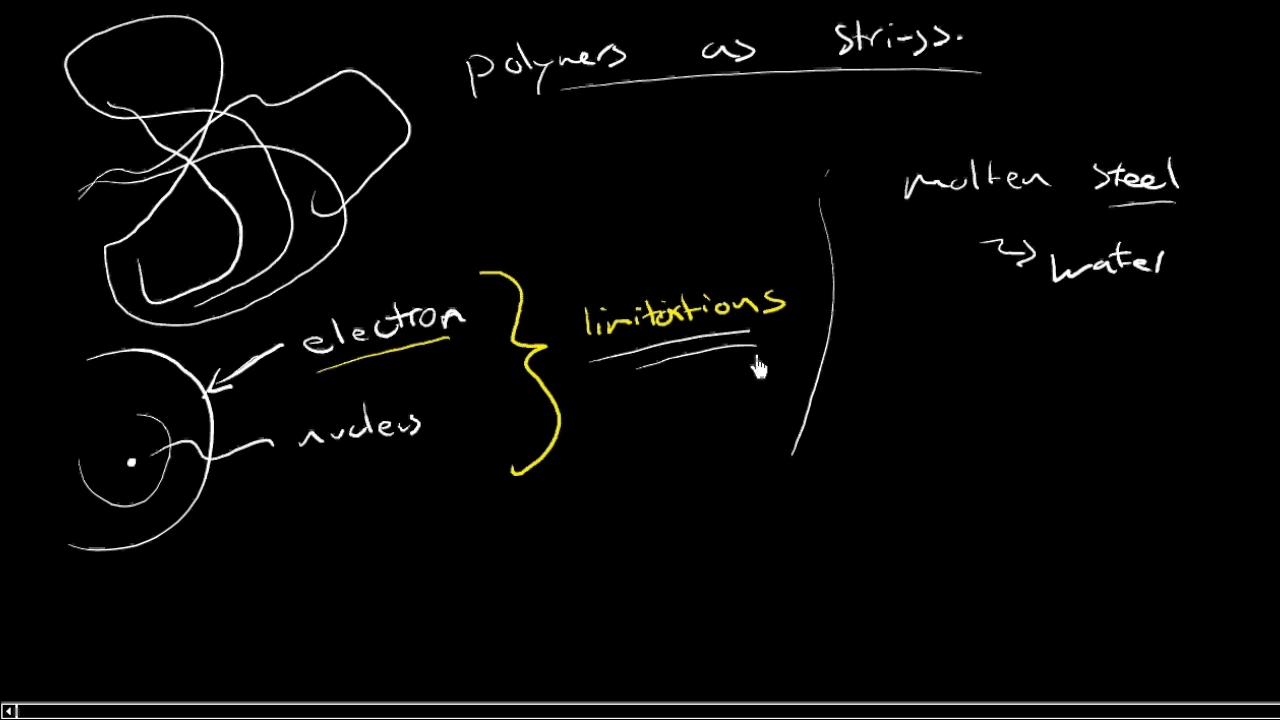 polymers as strings.
molten steel
water
electron
limitations
nucleus